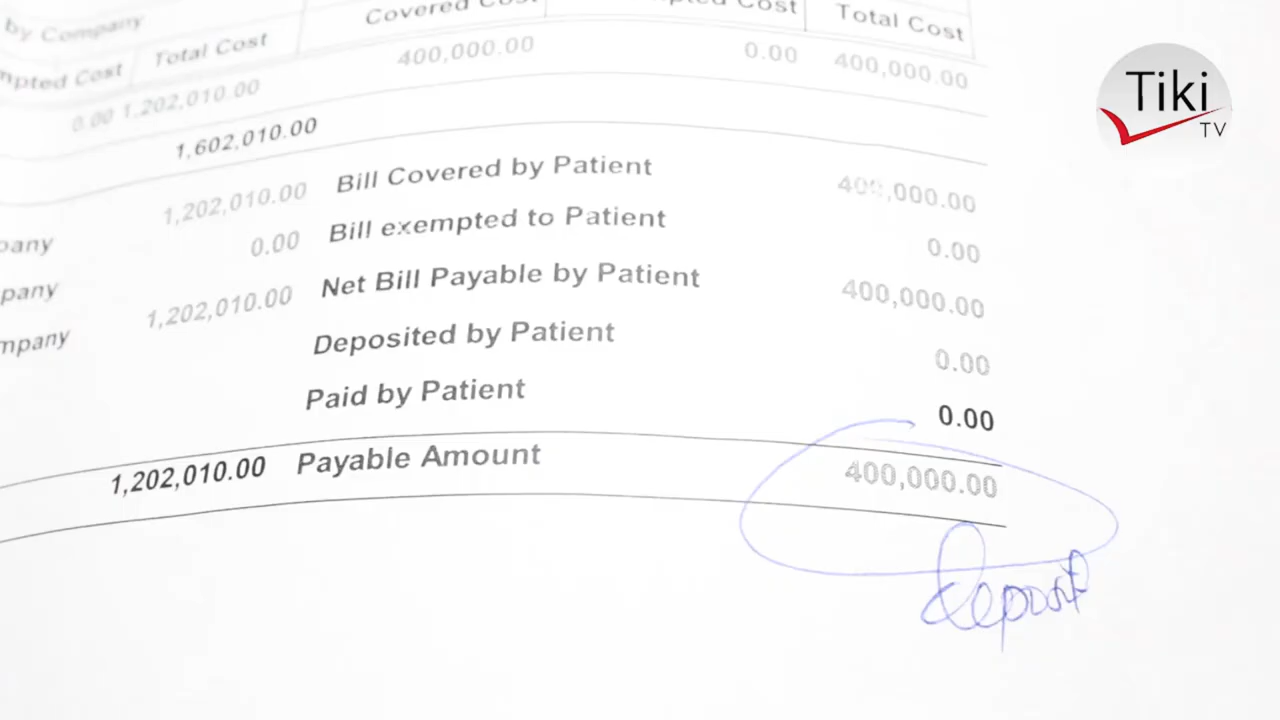 by Company
Total Cost
Covered
Cost
Total Cost
Cost
0.00 1,202,010.00
400,000.00
0.00
400,000.00
1,602,010.00
1,202,010.00 Bill Covered by Patient 400,000.00
0.00 Bill exempted to Patient 0.00
1,202,010.00 Net Bill Payable by Patient 400,000.00
Deposited by Patient 0.00
Paid by Patient 0.00
1,202,010.00 Payable Amount 400,000.00
deposit
Tiki
TV